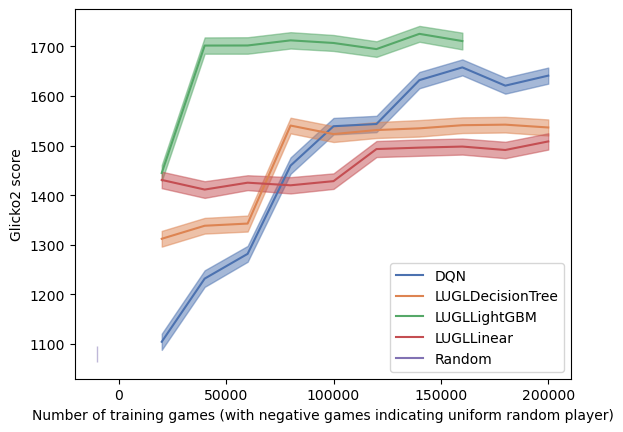 Glicko2 score
1700
1600
1500
1400
1300
1200
1100
DQN
LUGLDecisionTree
LUGLLightGBM
LUGLLinear
Random
0 50000 100000 150000 200000
Number of training games (with negative games indicating uniform random player)